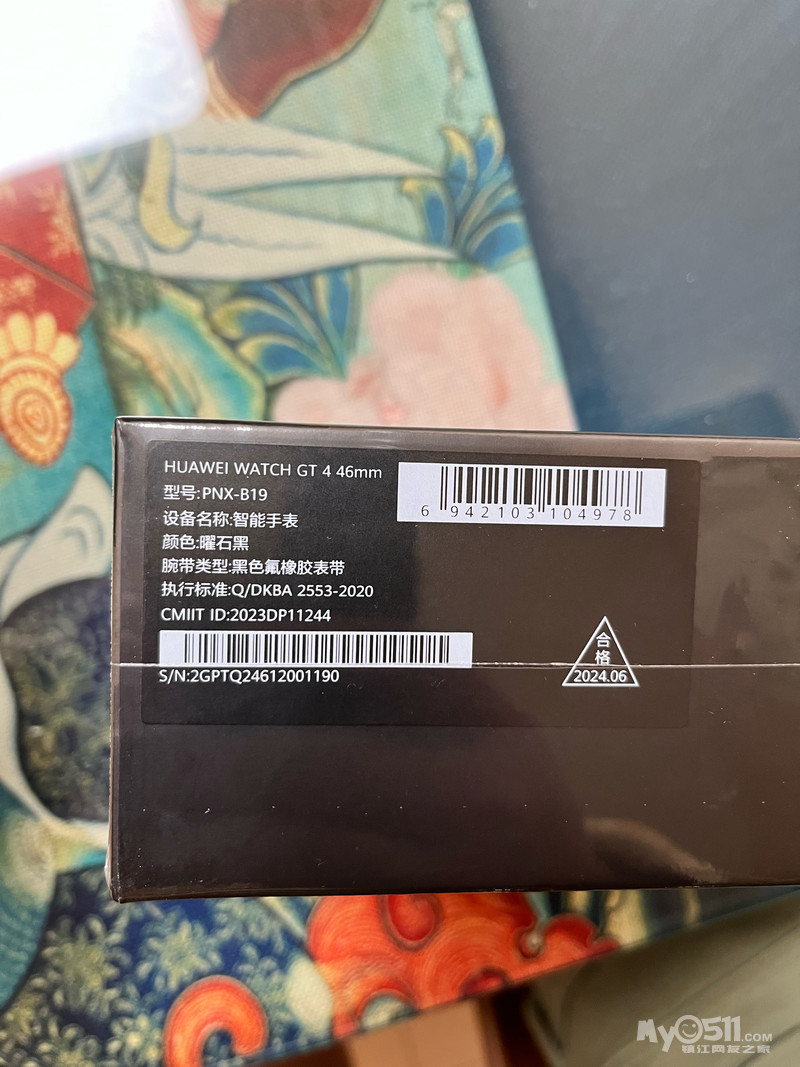 HUAWEI WATCH GT 4 46mm
型号:PNX-B19
设备名称:智能手表
颜色:曜石黑
腕带类型:黑色氟橡胶表带
执行标准:Q/DKBA 2553-2020
CMIIT ID:2023DP11244
S/N:2GPTQ24612001190
6 942103 104978
合格
2024.06
My0511.COM
镇江网友之家